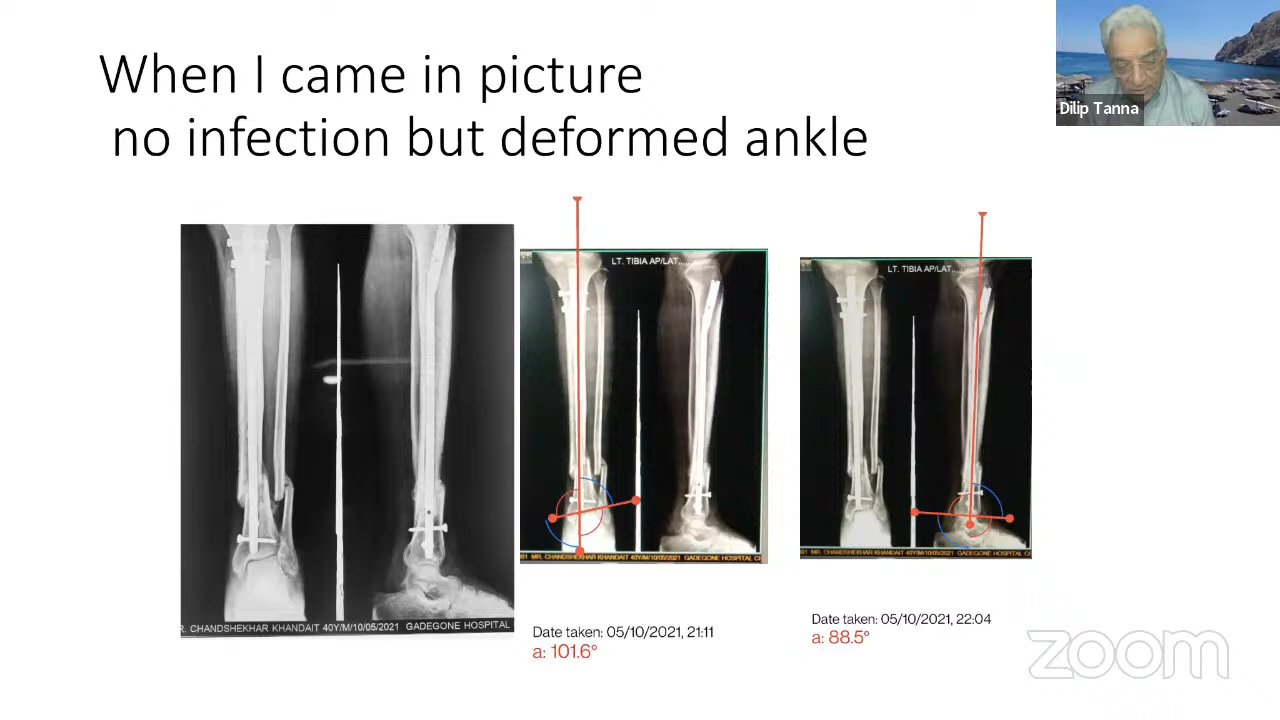 When I came in picture
no infection but deformed ankle
Dilip Tanna
LT. TIBIA AP/LAT.....
LT. TIBIA AP/LAT.....
R. CHANDSHEKHAR KHANDAIT 40Y/M/10/05/2021 GADEGONE HOSPITAL
MR. CHANDSHEKHAR KHANDAIT 40Y/M/10/05/2021 GADEGONE HOSPITAL
MR. CHANDSHEKHAR KHANDAIT 40Y/M/10/05/2021 GADEGONE HOSPITAL
Date taken: 05/10/2021, 21:11
a: 101.6°
Date taken: 05/10/2021, 22:04
a: 88.5°
zoom